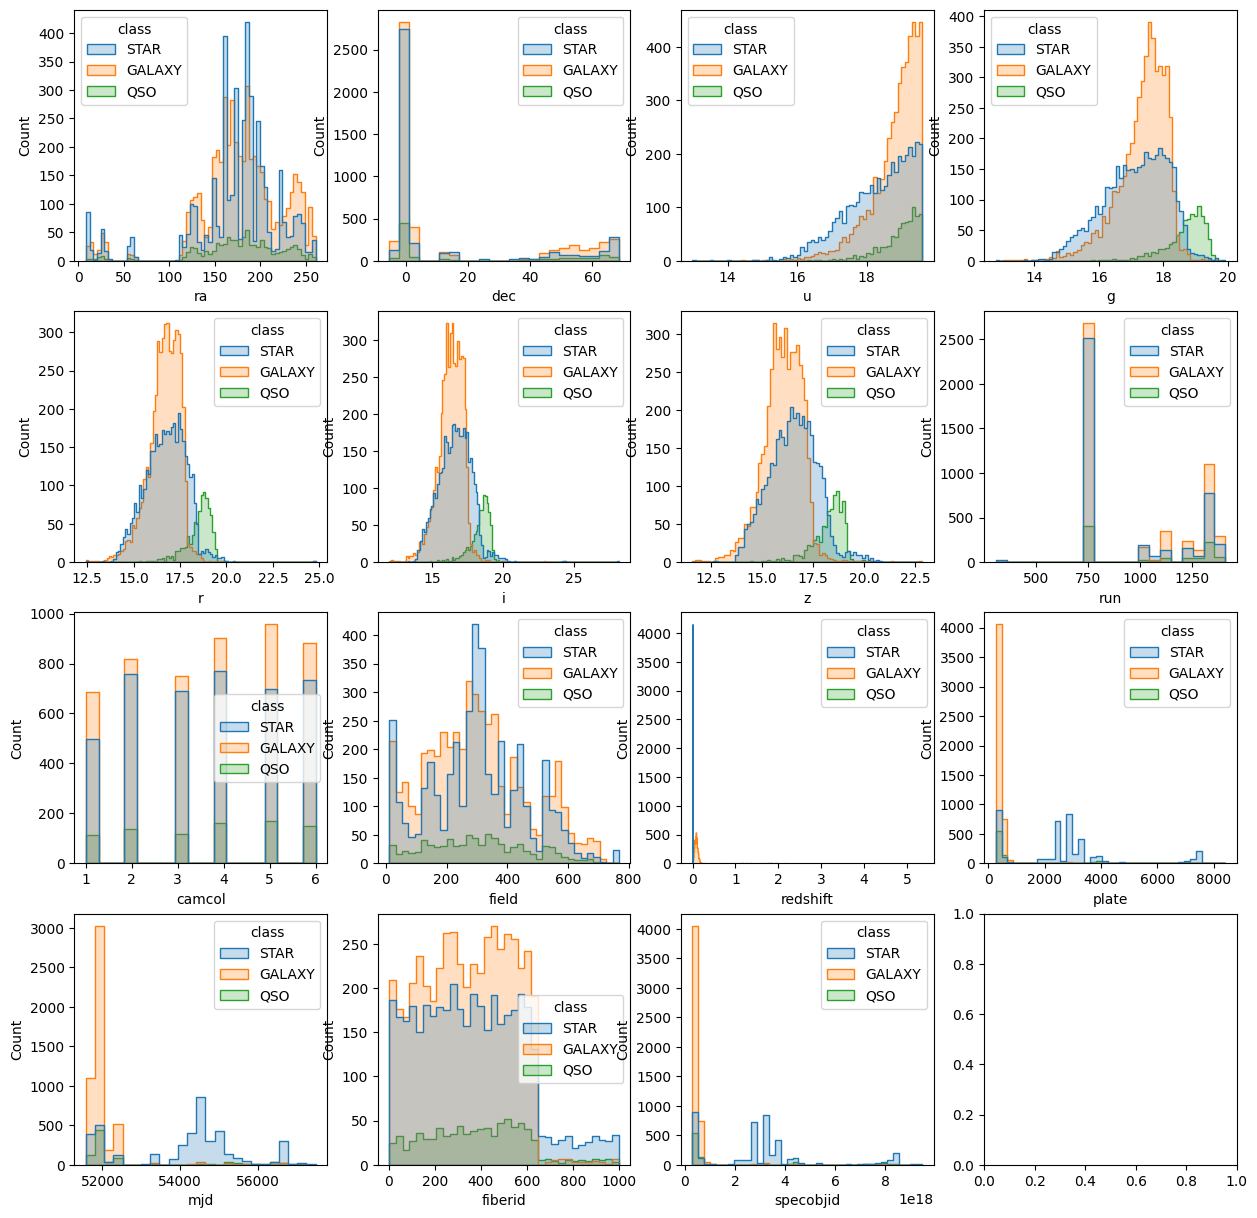 Count
400
350
300
250
200
150
100
50
0
class
STAR
GALAXY
QSO
0 50 100 150 200 250
ra
Count
2500
2000
1500
1000
500
0
class
STAR
GALAXY
QSO
0 20 40 60
dec
Count
400
300
200
100
0
class
STAR
GALAXY
QSO
14 16 18
u
Count
400
350
300
250
200
150
100
50
0
class
STAR
GALAXY
QSO
14 16 18 20
g
Count
300
250
200
150
100
50
0
class
STAR
GALAXY
QSO
12.5 15.0 17.5 20.0 22.5 25.0
r
Count
300
250
200
150
100
50
0
class
STAR
GALAXY
QSO
15 20 25
i
Count
300
250
200
150
100
50
0
class
STAR
GALAXY
QSO
12.5 15.0 17.5 20.0 22.5
z
Count
2500
2000
1500
1000
500
0
class
STAR
GALAXY
QSO
500 750 1000 1250
run
Count
1000
800
600
400
200
0
class
STAR
GALAXY
QSO
1 2 3 4 5 6
camcol
Count
400
350
300
250
200
150
100
50
0
class
STAR
GALAXY
QSO
0 200 400 600 800
field
Count
4000
3500
3000
2500
2000
1500
1000
500
0
class
STAR
GALAXY
QSO
0 1 2 3 4 5
redshift
Count
4000
3500
3000
2500
2000
1500
1000
500
0
class
STAR
GALAXY
QSO
0 2000 4000 6000 8000
plate
Count
3000
2500
2000
1500
1000
500
0
class
STAR
GALAXY
QSO
52000 54000 56000
mjd
Count
250
200
150
100
50
0
class
STAR
GALAXY
QSO
0 200 400 600 800 1000
fiberid
Count
4000
3500
3000
2500
2000
1500
1000
500
0
class
STAR
GALAXY
QSO
0 2 4 6 8
specobjid
1e18
1.0
0.8
0.6
0.4
0.2
0.0
0.0 0.2 0.4 0.6 0.8 1.0